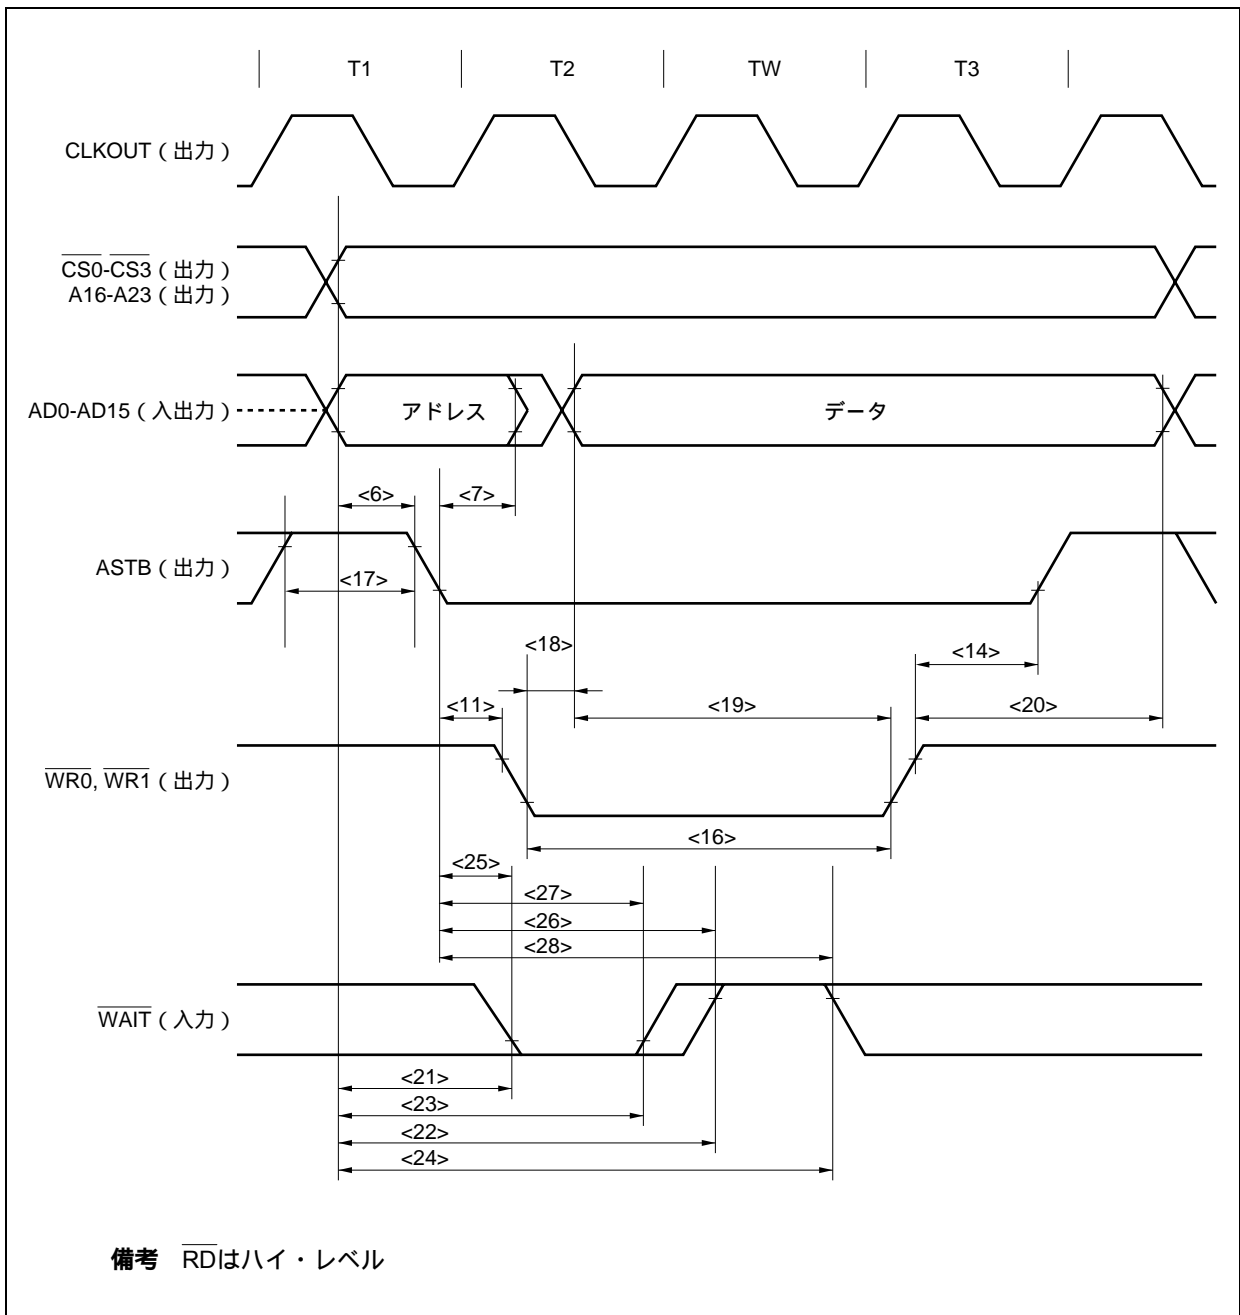 T1 T2 TW T3
CLKOUT（出力）
CS0-CS3（出力）
A16-A23（出力）
AD0-AD15（入出力）
アドレス
データ
<6>
<7>
ASTB（出力）
<17>
<18>
<14>
<11>
<19>
<20>
WR0, WR1（出力）
<16>
<25>
<27>
<26>
<28>
WAIT（入力）
<21>
<23>
<22>
<24>
備考 RDはハイ・レベル